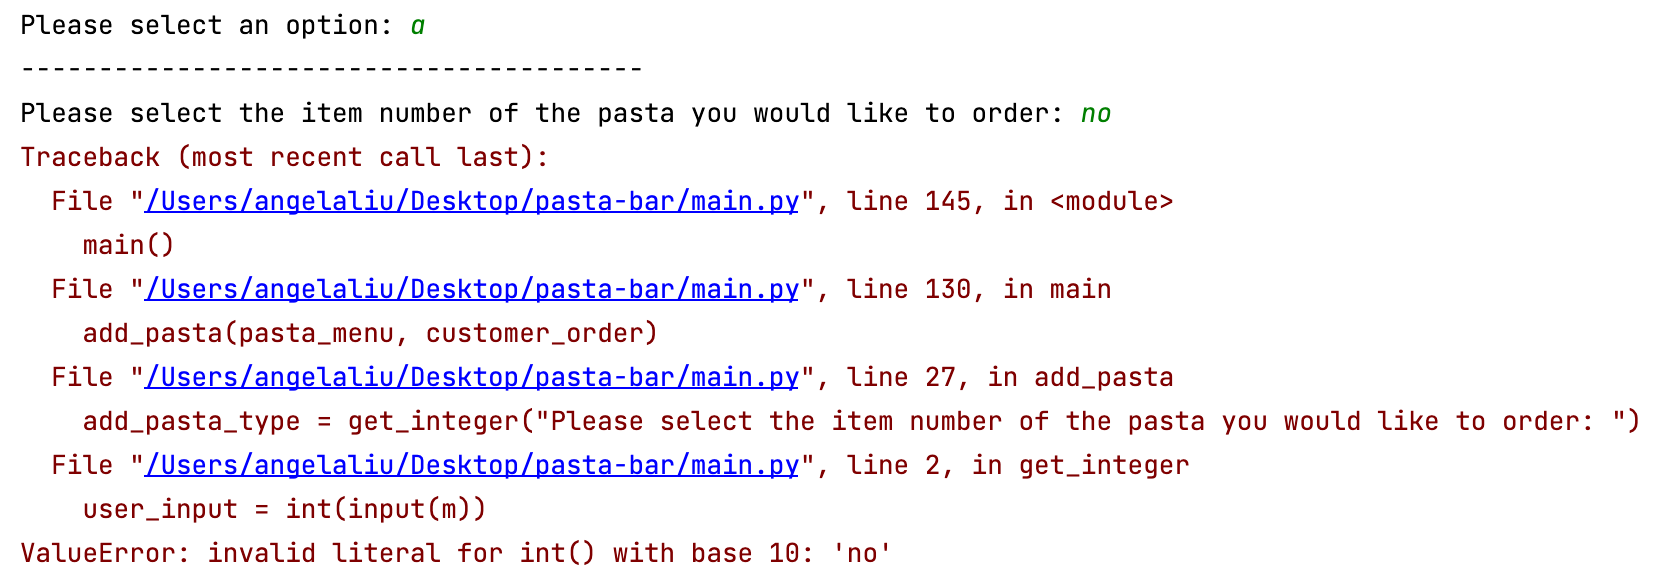 Please select an option: a
----------------------------------------
Please select the item number of the pasta you would like to order: no
Traceback (most recent call last):
  File "/Users/angelaliu/Desktop/pasta-bar/main.py", line 145, in <module>
    main()
  File "/Users/angelaliu/Desktop/pasta-bar/main.py", line 130, in main
    add_pasta(pasta_menu, customer_order)
  File "/Users/angelaliu/Desktop/pasta-bar/main.py", line 27, in add_pasta
    add_pasta_type = get_integer("Please select the item number of the pasta you would like to order: ")
  File "/Users/angelaliu/Desktop/pasta-bar/main.py", line 2, in get_integer
    user_input = int(input(m))
ValueError: invalid literal for int() with base 10: 'no'